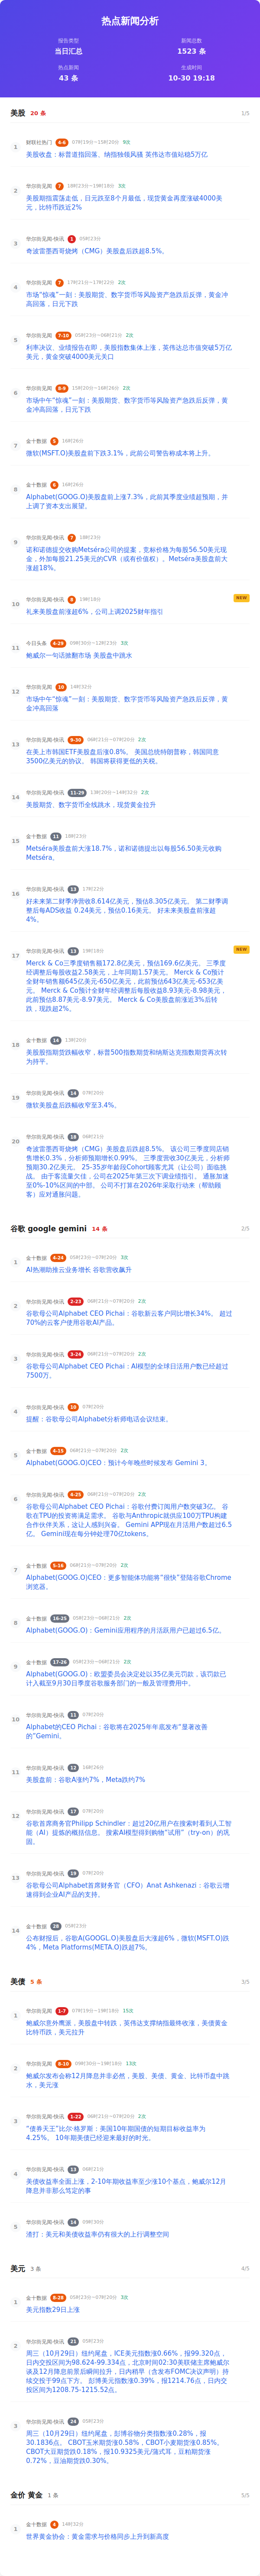 热点新闻分析
报告类型
当日汇总
新闻总数
1523 条
热点新闻
43 条
生成时间
10-30 19:18
美股 20 条 1/5
1
财联社热门 4-6 07时19分~15时20分 9次
美股收盘：标普道指回落、纳指独领风骚 英伟达市值站稳5万亿
2
华尔街见闻 7 18时23分~19时18分 3次
美股期指震荡走低，日元跌至8个月最低，现货黄金再度涨破4000美
元，比特币跌近2%
3
华尔街见闻-快讯 1 05时23分
奇波雷墨西哥烧烤（CMG）美股盘后跌超8.5%。
4
华尔街见闻 7 17时21分~17时22分 2次
市场“惊魂”一刻：美股期货、数字货币等风险资产急跌后反弹，黄金冲
高回落，日元下跌
5
华尔街见闻 7-10 05时23分~06时21分 2次
利率决议、业绩报告在即，美股指数集体上涨，英伟达总市值突破5万亿
美元，黄金突破4000美元关口
6
华尔街见闻 6-9 15时20分~16时26分 2次
市场中午“惊魂”一刻：美股期货、数字货币等风险资产急跌后反弹，黄
金冲高回落，日元下跌
7
金十数据 5 16时26分
微软(MSFT.O)美股盘前下跌3.1%，此前公司警告称成本将上升。
8
金十数据 6 16时26分
Alphabet(GOOG.O)美股盘前上涨7.3%，此前其季度业绩超预期，并
上调了资本支出展望。
9
华尔街见闻-快讯 7 18时23分
诺和诺德提交收购Metséra公司的提案，竞标价格为每股56.50美元现
金，外加每股21.25美元的CVR（或有价值权）。Metséra美股盘前大
涨超18%。
10
华尔街见闻-快讯 8 19时18分 NEW
礼来美股盘前涨超6%，公司上调2025财年指引
11
今日头条 4-29 09时30分~13时23分 3次
鲍威尔一句话掀翻市场 美股盘中跳水
12
华尔街见闻 10 14时32分
市场中午“惊魂”一刻：美股期货、数字货币等风险资产急跌后反弹，黄
金冲高回落
13
华尔街见闻-快讯 9-30 06时21分~07时20分 2次
在美上市韩国ETF美股盘后涨0.8%。 美国总统特朗普称，韩国同意
3500亿美元的协议。 韩国将获得更低的关税。
14
华尔街见闻-快讯 11-29 13时20分~14时32分 2次
美股期货、数字货币全线跳水，现货黄金拉升
15
金十数据 11 18时23分
Metséra美股盘前大涨18.7%，诺和诺德提出以每股56.50美元收购
Metséra。
16
华尔街见闻-快讯 13 17时22分
好未来第二财季净营收8.614亿美元，预估8.305亿美元。 第二财季调
整后每ADS收益 0.24美元，预估0.16美元。 好未来美股盘前涨超
4%。
17
华尔街见闻-快讯 13 19时18分 NEW
Merck & Co三季度销售额172.8亿美元，预估169.6亿美元。 三季度
经调整后每股收益2.58美元，上年同期1.57美元。 Merck & Co预计
全财年销售额645亿美元-650亿美元，此前预估643亿美元-653亿美
元。 Merck & Co预计全财年经调整后每股收益8.93美元-8.98美元，
此前预估8.87美元-8.97美元。 Merck & Co美股盘前涨近3%后转
跌，现跌超2%。
18
金十数据 14 13时20分
美股股指期货跌幅收窄，标普500指数期货和纳斯达克指数期货再次转
为持平。
19
华尔街见闻-快讯 14 07时20分
微软美股盘后跌幅收窄至3.4%。
20
华尔街见闻-快讯 18 06时21分
奇波雷墨西哥烧烤（CMG）美股盘后跌超8.5%。 该公司三季度同店销
售增长0.3%，分析师预期增长0.99%。 三季度营收30亿美元，分析师
预期30.2亿美元。 25-35岁年龄段Cohort顾客尤其（让公司）面临挑
战。 由于客流量欠佳，公司在2025年第三次下调业绩指引。 通胀加速
至0%-10%区间的中部。 公司不打算在2026年采取行动来（帮助顾
客）应对通胀问题。
谷歌 google gemini 14 条 2/5
1
金十数据 4-24 05时23分~07时20分 3次
AI热潮助推云业务增长 谷歌营收飙升
2
华尔街见闻-快讯 2-23 06时21分~07时20分 2次
谷歌母公司Alphabet CEO Pichai：谷歌新云客户同比增长34%。 超过
70%的云客户使用谷歌AI产品。
3
华尔街见闻-快讯 3-24 06时21分~07时20分 2次
谷歌母公司Alphabet CEO Pichai：AI模型的全球日活用户数已经超过
7500万。
4
华尔街见闻-快讯 10 07时20分
提醒：谷歌母公司Alphabet分析师电话会议结束。
5
金十数据 4-15 06时21分~07时20分 2次
Alphabet(GOOG.O)CEO：预计今年晚些时候发布 Gemini 3。
6
华尔街见闻-快讯 4-25 06时21分~07时20分 2次
谷歌母公司Alphabet CEO Pichai：谷歌付费订阅用户数突破3亿。 谷
歌在TPU的投资将满足需求。 谷歌与Anthropic就供应100万TPU构建
合作伙伴关系，这让人感到兴奋。 Gemini APP现在月活用户数超过6.5
亿。 Gemini现在每分钟处理70亿tokens。
7
金十数据 5-16 06时21分~07时20分 2次
Alphabet(GOOG.O)CEO：更多智能体功能将“很快”登陆谷歌Chrome
浏览器。
8
金十数据 16-25 05时23分~06时21分 2次
Alphabet(GOOG.O)：Gemini应用程序的月活跃用户已超过6.5亿。
9
金十数据 17-26 05时23分~06时21分 2次
Alphabet(GOOG.O)：欧盟委员会决定处以35亿美元罚款，该罚款已
计入截至9月30日季度谷歌服务部门的一般及管理费用中。
10
华尔街见闻-快讯 11 07时20分
Alphabet的CEO Pichai：谷歌将在2025年年底发布“显著改善
的”Gemini。
11
华尔街见闻-快讯 12 16时26分
美股盘前：谷歌A涨约7%，Meta跌约7%
12
华尔街见闻-快讯 17 07时20分
谷歌首席商务官Philipp Schindler：超过20亿用户在搜索时看到人工智
能（AI）提炼的概括信息。 搜索AI模型得到购物“试用”（try-on）的巩
固。
13
华尔街见闻-快讯 19 07时20分
谷歌母公司Alphabet首席财务官（CFO）Anat Ashkenazi：谷歌云增
速得到企业AI产品的支持。
14
金十数据 28 05时23分
公布财报后，谷歌A(GOOGL.O)美股盘后大涨超6%，微软(MSFT.O)跌
4%，Meta Platforms(META.O)跌超7%。
美债 5 条 3/5
1
华尔街见闻 1-7 07时19分~19时18分 15次
鲍威尔意外鹰派，美股盘中转跌，英伟达支撑纳指最终收涨，美债黄金
比特币跌，美元拉升
2
华尔街见闻 8-10 09时30分~19时18分 13次
鲍威尔发布会称12月降息并非必然，美股、美债、黄金、比特币盘中跳
水，美元涨
3
华尔街见闻-快讯 1-22 06时21分~07时20分 2次
“债券天王”比尔·格罗斯：美国10年期国债的短期目标收益率为
4.25%。 10年期美债已经迎来最好的时光。
4
华尔街见闻-快讯 13 06时21分
美债收益率全面上涨，2-10年期收益率至少涨10个基点，鲍威尔12月
降息并非那么笃定的事
5
华尔街见闻-快讯 14 09时30分
渣打：美元和美债收益率仍有很大的上行调整空间
美元 3 条 4/5
1
金十数据 8-28 05时23分~07时20分 3次
美元指数29日上涨
2
华尔街见闻-快讯 21 05时23分
周三（10月29日）纽约尾盘，ICE美元指数涨0.66%，报99.320点，
日内交投区间为98.624-99.334点，北京时间02:30美联储主席鲍威尔
谈及12月降息前景后瞬间拉升，日内稍早（含发布FOMC决议声明）持
续交投于99点下方。 彭博美元指数涨0.39%，报1214.76点，日内交
投区间为1208.75-1215.52点。
3
华尔街见闻-快讯 26 05时23分
周三（10月29日）纽约尾盘，彭博谷物分类指数涨0.28%，报
30.1836点。 CBOT玉米期货涨0.58%，CBOT小麦期货涨0.85%。
CBOT大豆期货跌0.18%，报10.9325美元/蒲式耳，豆粕期货涨
0.72%，豆油期货跌0.30%。
金价 黄金 1 条 5/5
1
金十数据 4 14时32分
世界黄金协会：黄金需求与价格同步上升到新高度